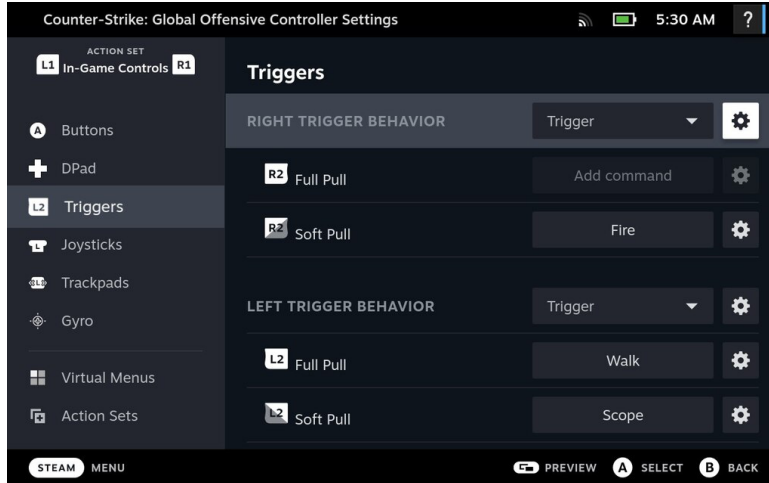 Counter-Strike: Global Offensive Controller Settings
5:30 AM
?
ACTION SET
L1 In-Game Controls R1
A Buttons
DPad
L2 Triggers
L Joysticks
Trackpads
Gyro
Virtual Menus
Action Sets
Triggers
RIGHT TRIGGER BEHAVIOR Trigger
R2 Full Pull Add command
R2 Soft Pull Fire
LEFT TRIGGER BEHAVIOR Trigger
L2 Full Pull Walk
L2 Soft Pull Scope
STEAM MENU
PREVIEW A SELECT B BACK